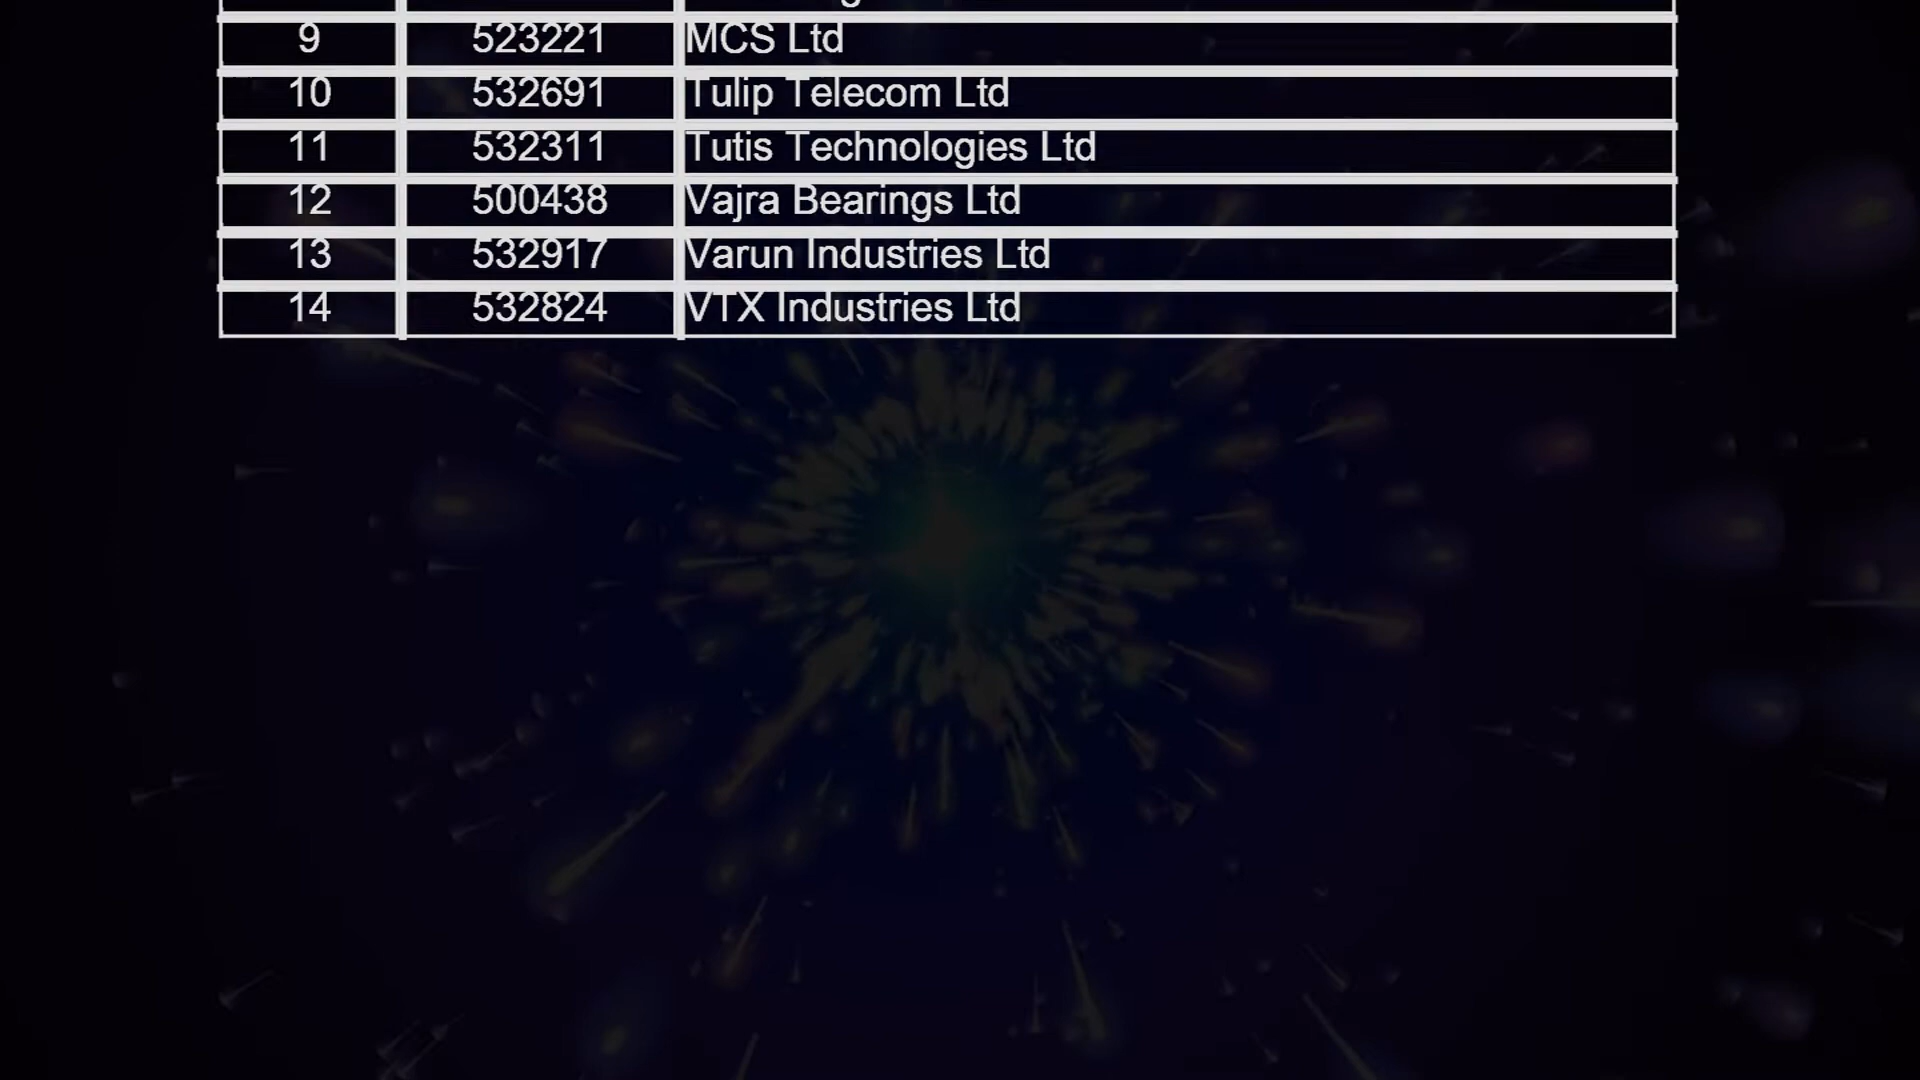 9 523221 MCS Ltd
10 532691 Tulip Telecom Ltd
11 532311 Tutis Technologies Ltd
12 500438 Vajra Bearings Ltd
13 532917 Varun Industries Ltd
14 532824 VTX Industries Ltd